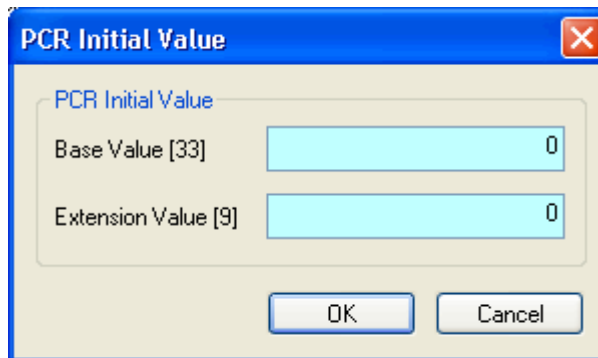 PCR Initial Value
PCR Initial Value
Base Value [33] 0
Extension Value [9] 0
OK Cancel